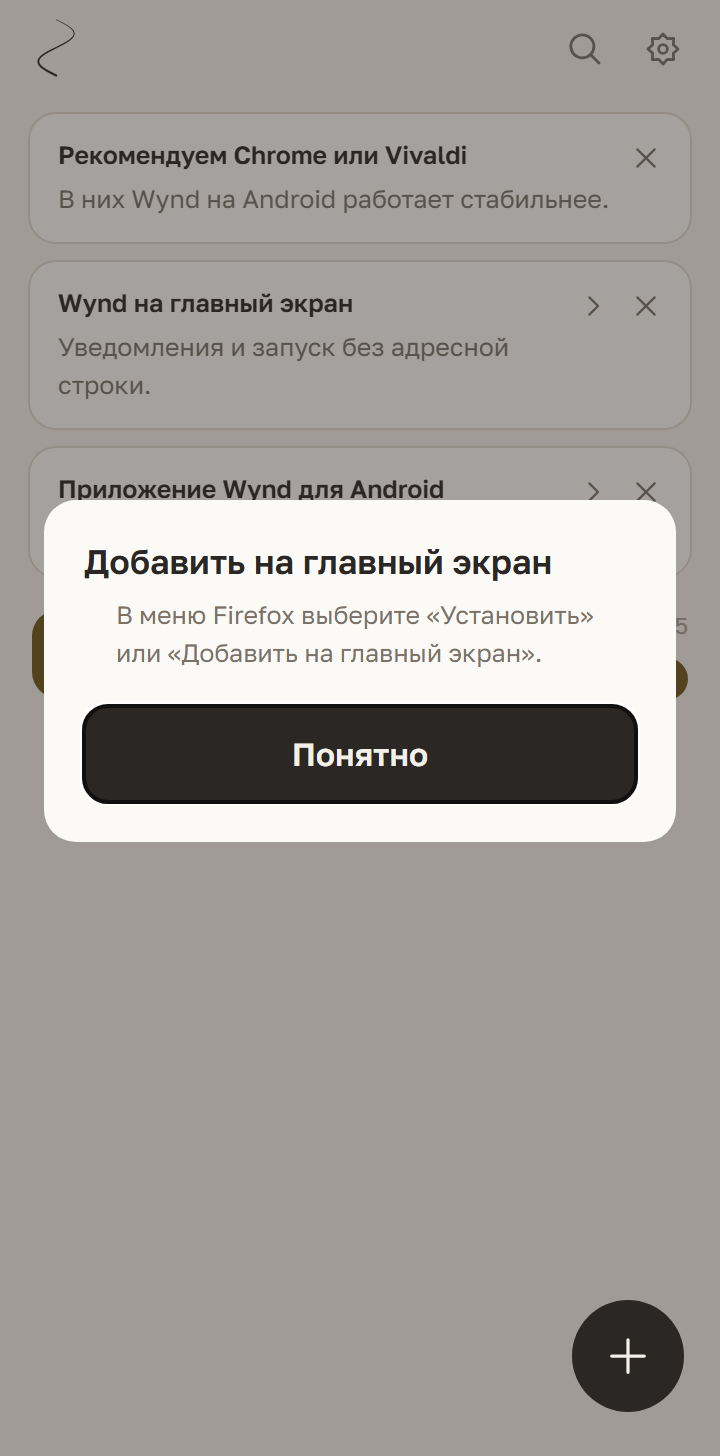 Рекомендуем Chrome или Vivaldi
В них Wynd на Android работает стабильнее.
Wynd на главный экран
Уведомления и запуск без адресной
строки.
Приложение Wynd для Android
Добавить на главный экран
В меню Firefox выберите «Установить»
или «Добавить на главный экран».
5
Понятно